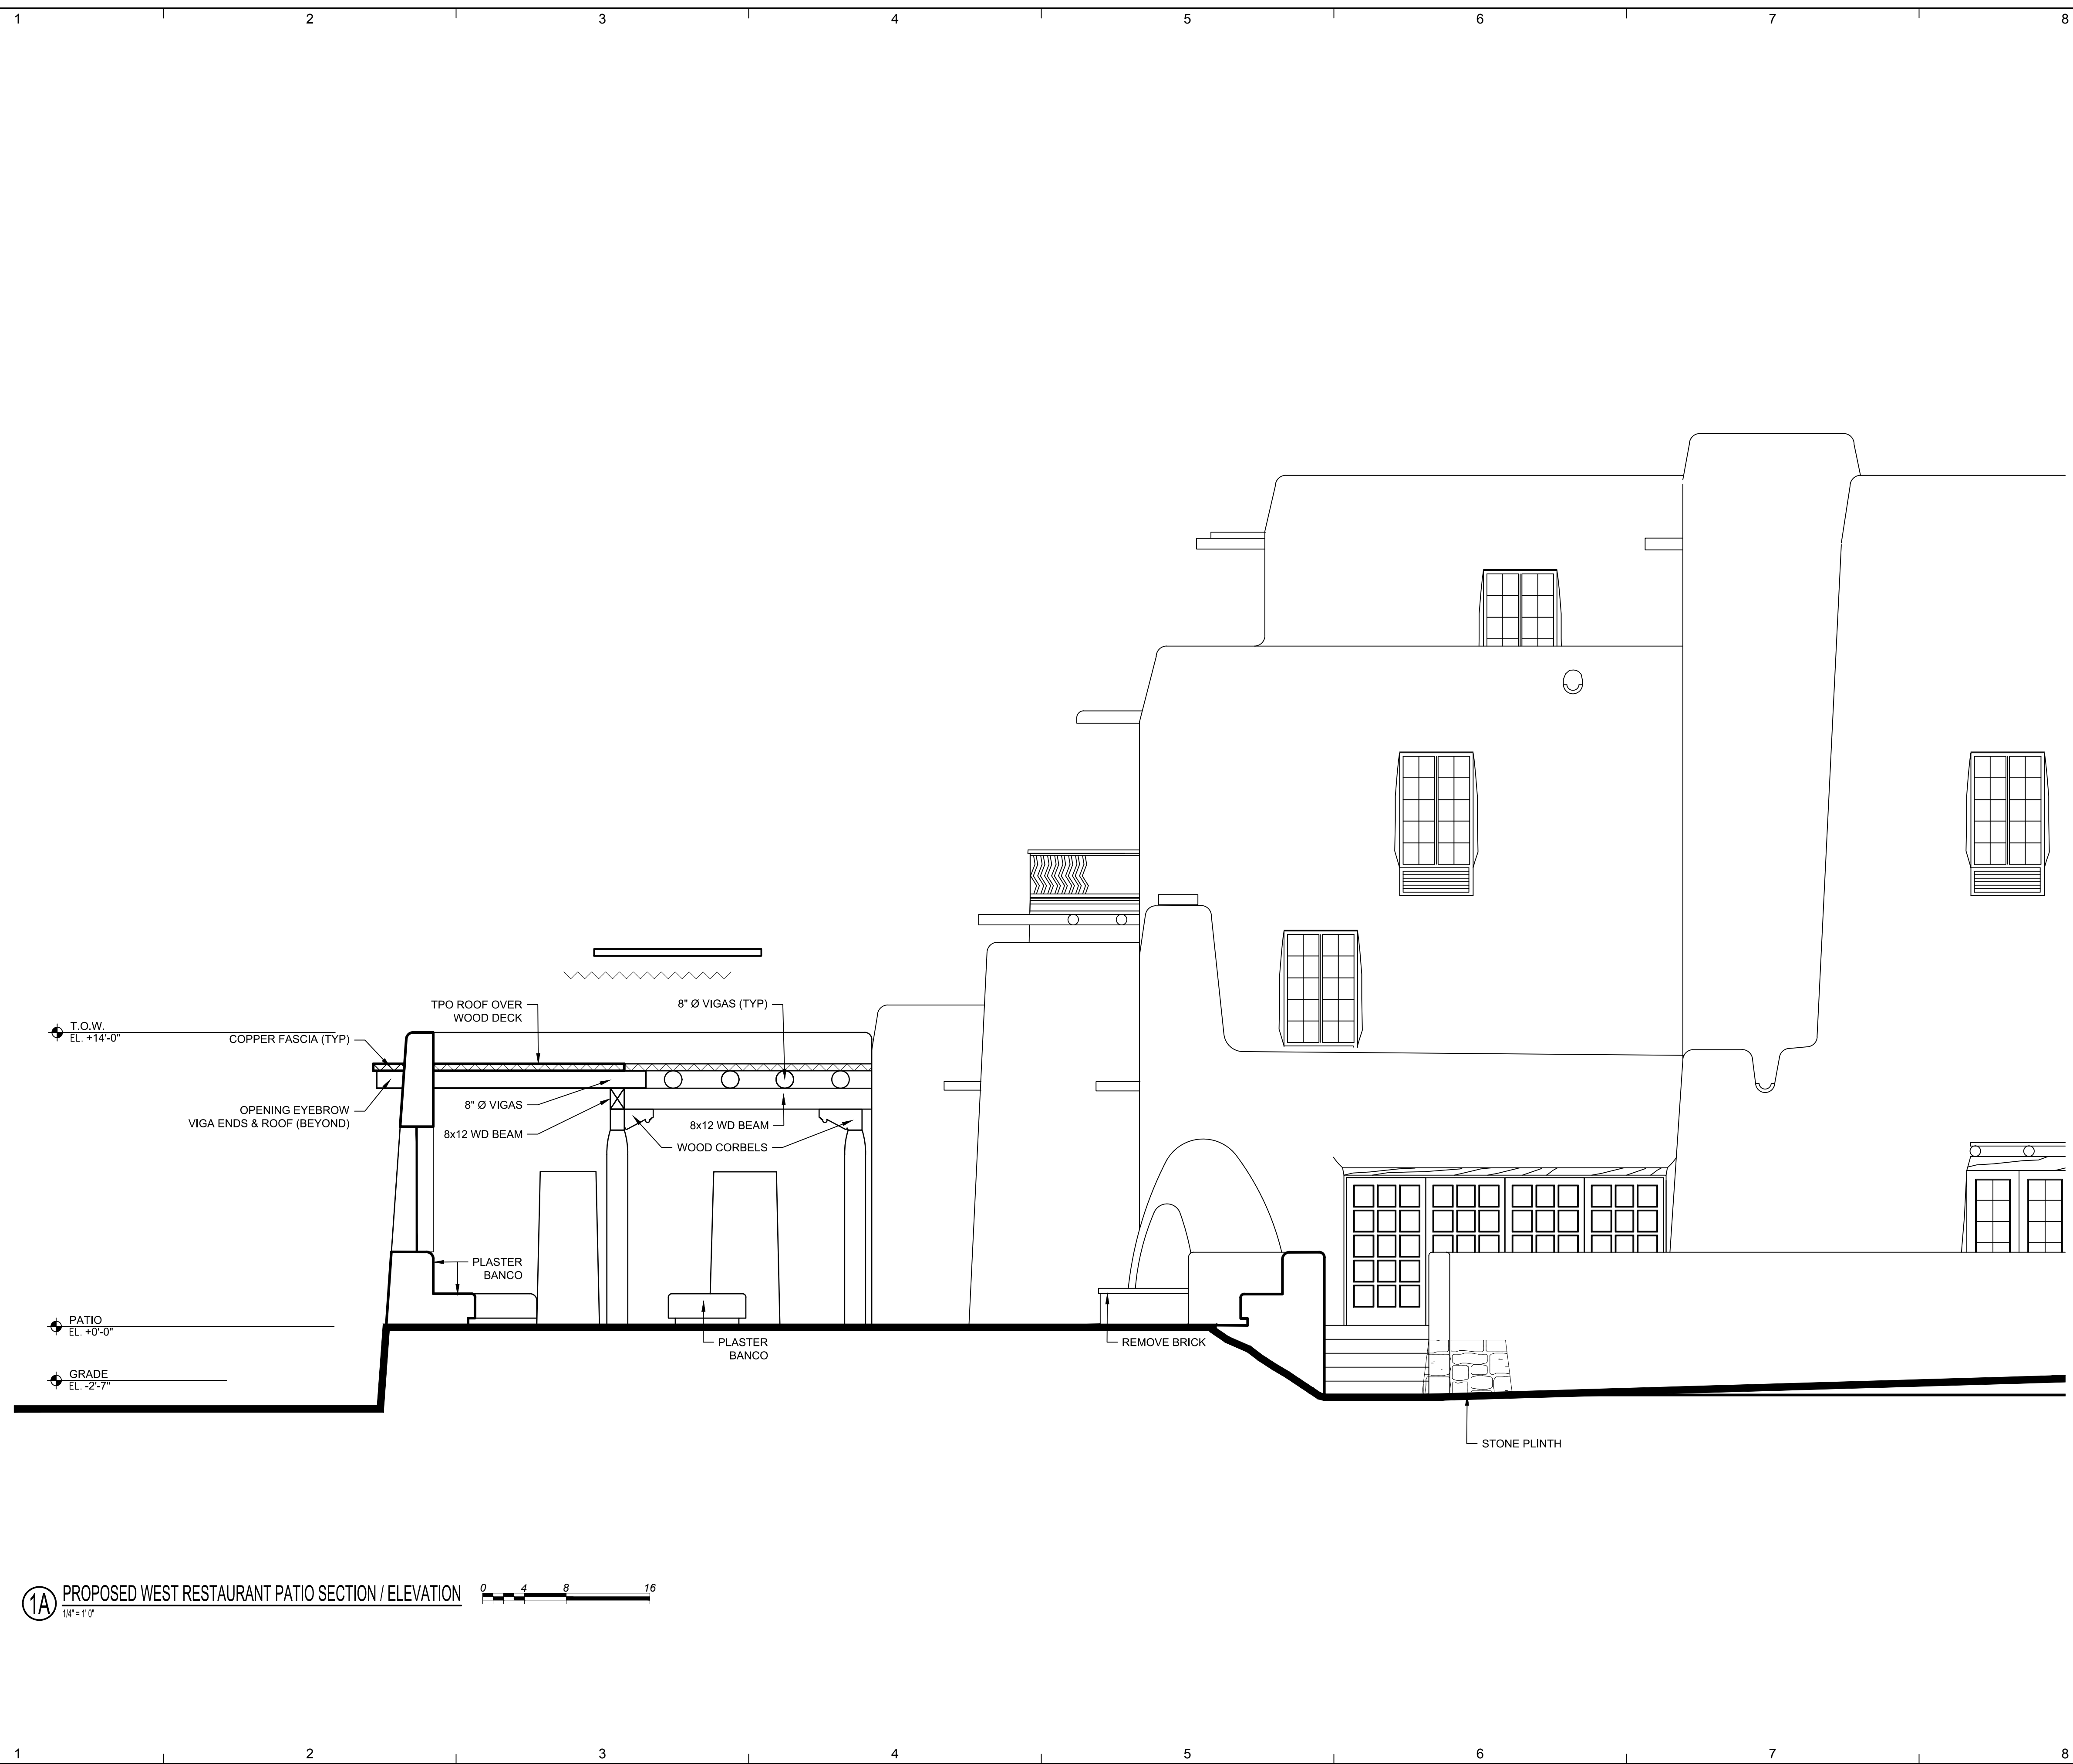 1 2 3 4 5 6 7 8
TPO ROOF OVER
WOOD DECK
8" Ø VIGAS (TYP)
T.O.W.
EL. +14'-0"
COPPER FASCIA (TYP)
OPENING EYEBROW
VIGA ENDS & ROOF (BEYOND)
8" Ø VIGAS
8x12 WD BEAM
8x12 WD BEAM
WOOD CORBELS
PLASTER
BANCO
PATIO
EL. +0'-0"
PLASTER
BANCO
REMOVE BRICK
GRADE
EL. -2'-7"
STONE PLINTH
1A PROPOSED WEST RESTAURANT PATIO SECTION / ELEVATION
1/4" = 1' 0"
0 4 8 16
1 2 3 4 5 6 7 8